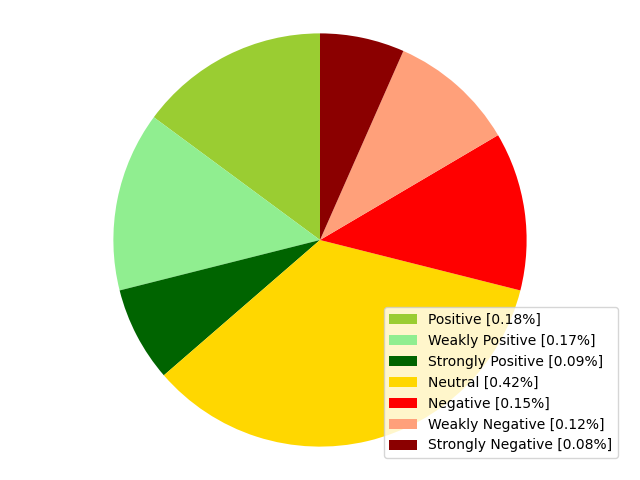 Positive [0.18%]
Weakly Positive [0.17%]
Strongly Positive [0.09%]
Neutral [0.42%]
Negative [0.15%]
Weakly Negative [0.12%]
Strongly Negative [0.08%]